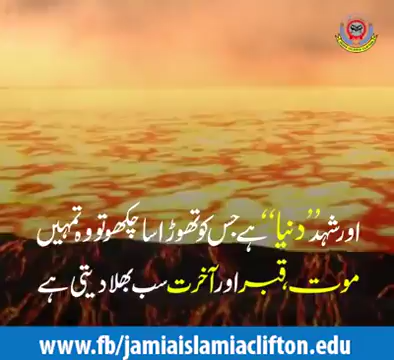 اور شہد ”دنیا“ ہے جس کو تھوڑا سا چکھو تو وہ تمہیں
موت، قبر اور آخرت سب بھلا دیتی ہے
www.fb/jamiaislamiaclifton.edu